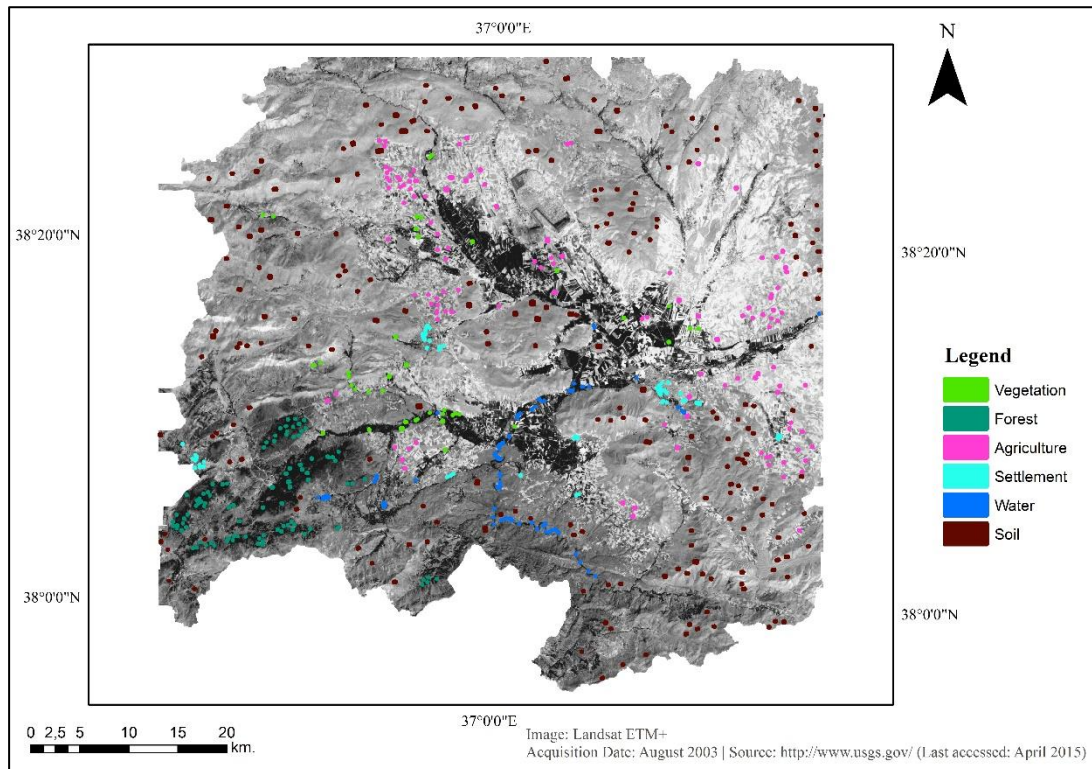 37°0'0"E
N
38°20'0"N
38°20'0"N
Legend
Vegetation
Forest
Agriculture
Settlement
Water
Soil
38°0'0"N
38°0'0"N
37°0'0"E
0 2,5 5 10 15 20
km.
Image: Landsat ETM+
Acquisition Date: August 2003 | Source: http://www.usgs.gov/ (Last accessed: April 2015)